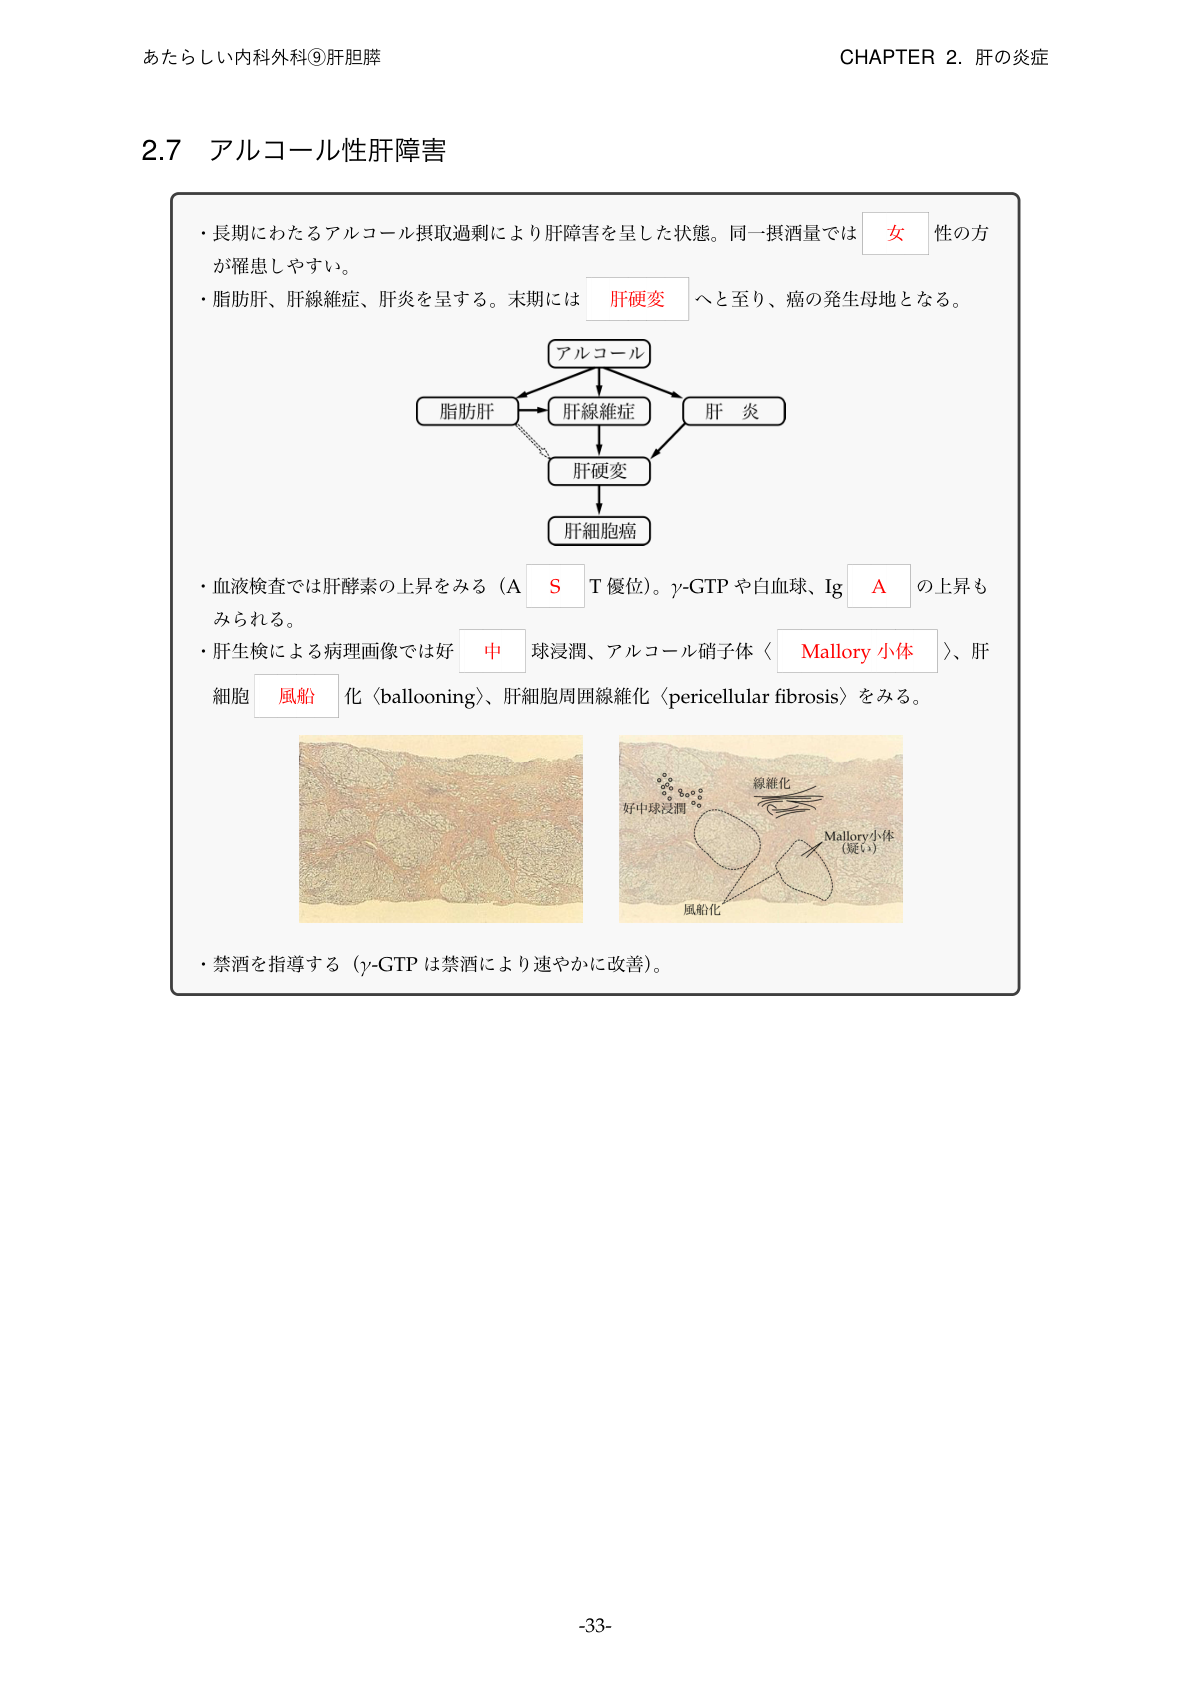 あたらしい内科外科⑨肝胆膵
CHAPTER 2. 肝の炎症
2.7 アルコール性肝障害
・長期にわたるアルコール摂取過剰により肝障害を呈した状態。同一摂酒量では 女 性の方
が罹患しやすい。
・脂肪肝、肝線維症、肝炎を呈する。末期には 肝硬変 へと至り、癌の発生母地となる。
アルコール
脂肪肝 肝線維症 肝 炎
肝硬変
肝細胞癌
・血液検査では肝酵素の上昇をみる（A S T 優位）。γ-GTP や白血球、Ig A の上昇も
みられる。
・肝生検による病理画像では好 中 球浸潤、アルコール硝子体〈 Mallory 小体 〉、肝
細胞 風船 化〈ballooning〉、肝細胞周囲線維化〈pericellular fibrosis〉をみる。
線維化
好中球浸潤
Mallory小体
（疑い）
風船化
・禁酒を指導する（γ-GTP は禁酒により速やかに改善）。
-33-